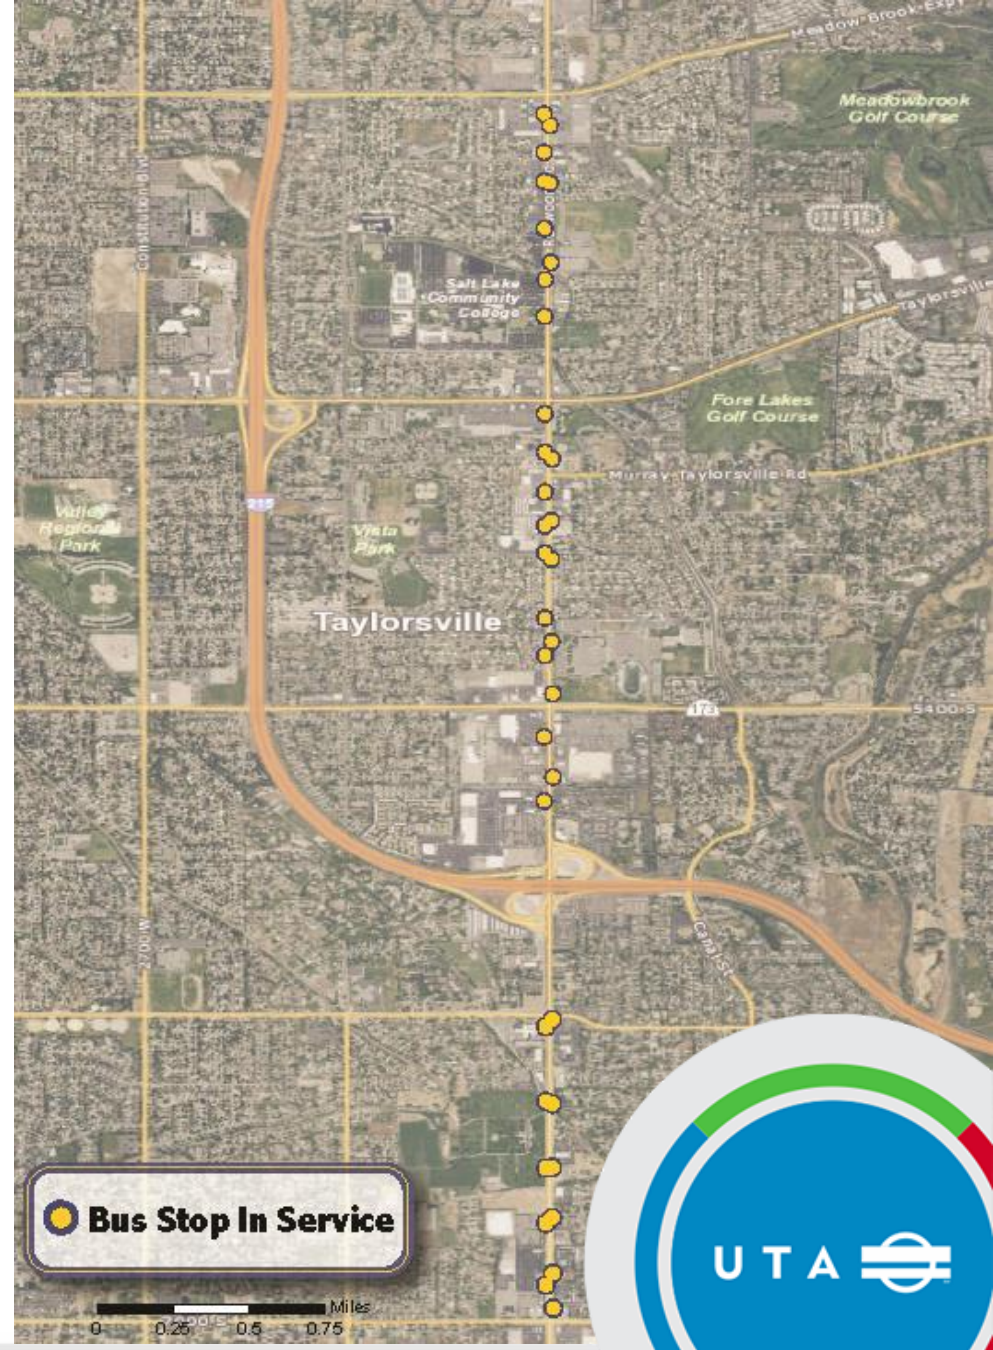 Meadow-Brook-Expy
Meadowbrook
Golf Course
Constitution Blvd
Redwood
Salt Lake
Community
College
Taylorsville
Fore Lakes
Golf Course
Murray-Taylorsville Rd
215
Valley
Regional
Park
Vista
Park
Taylorsville
173
5400 S
2700 W
Canal St
Bus Stop In Service
UTA
Miles
0 0.25 0.5 0.75